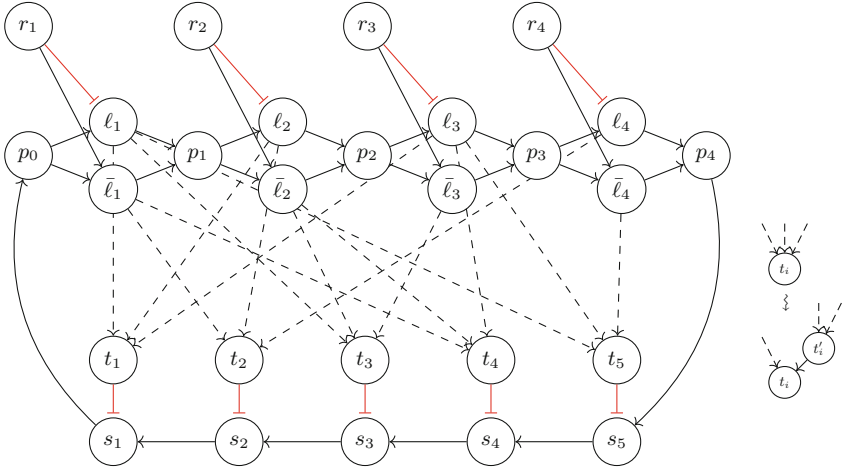 r₁ r₂ r₃ r₄
ℓ₁ ℓ₂ ℓ₃ ℓ₄
p₀ p₁ p₂ p₃ p₄
ℓ̄₁ ℓ̄₂ ℓ̄₃ ℓ̄₄
tᵢ
t₁ t₂ t₃ t₄ t₅ t′ᵢ
tᵢ
s₁ s₂ s₃ s₄ s₅